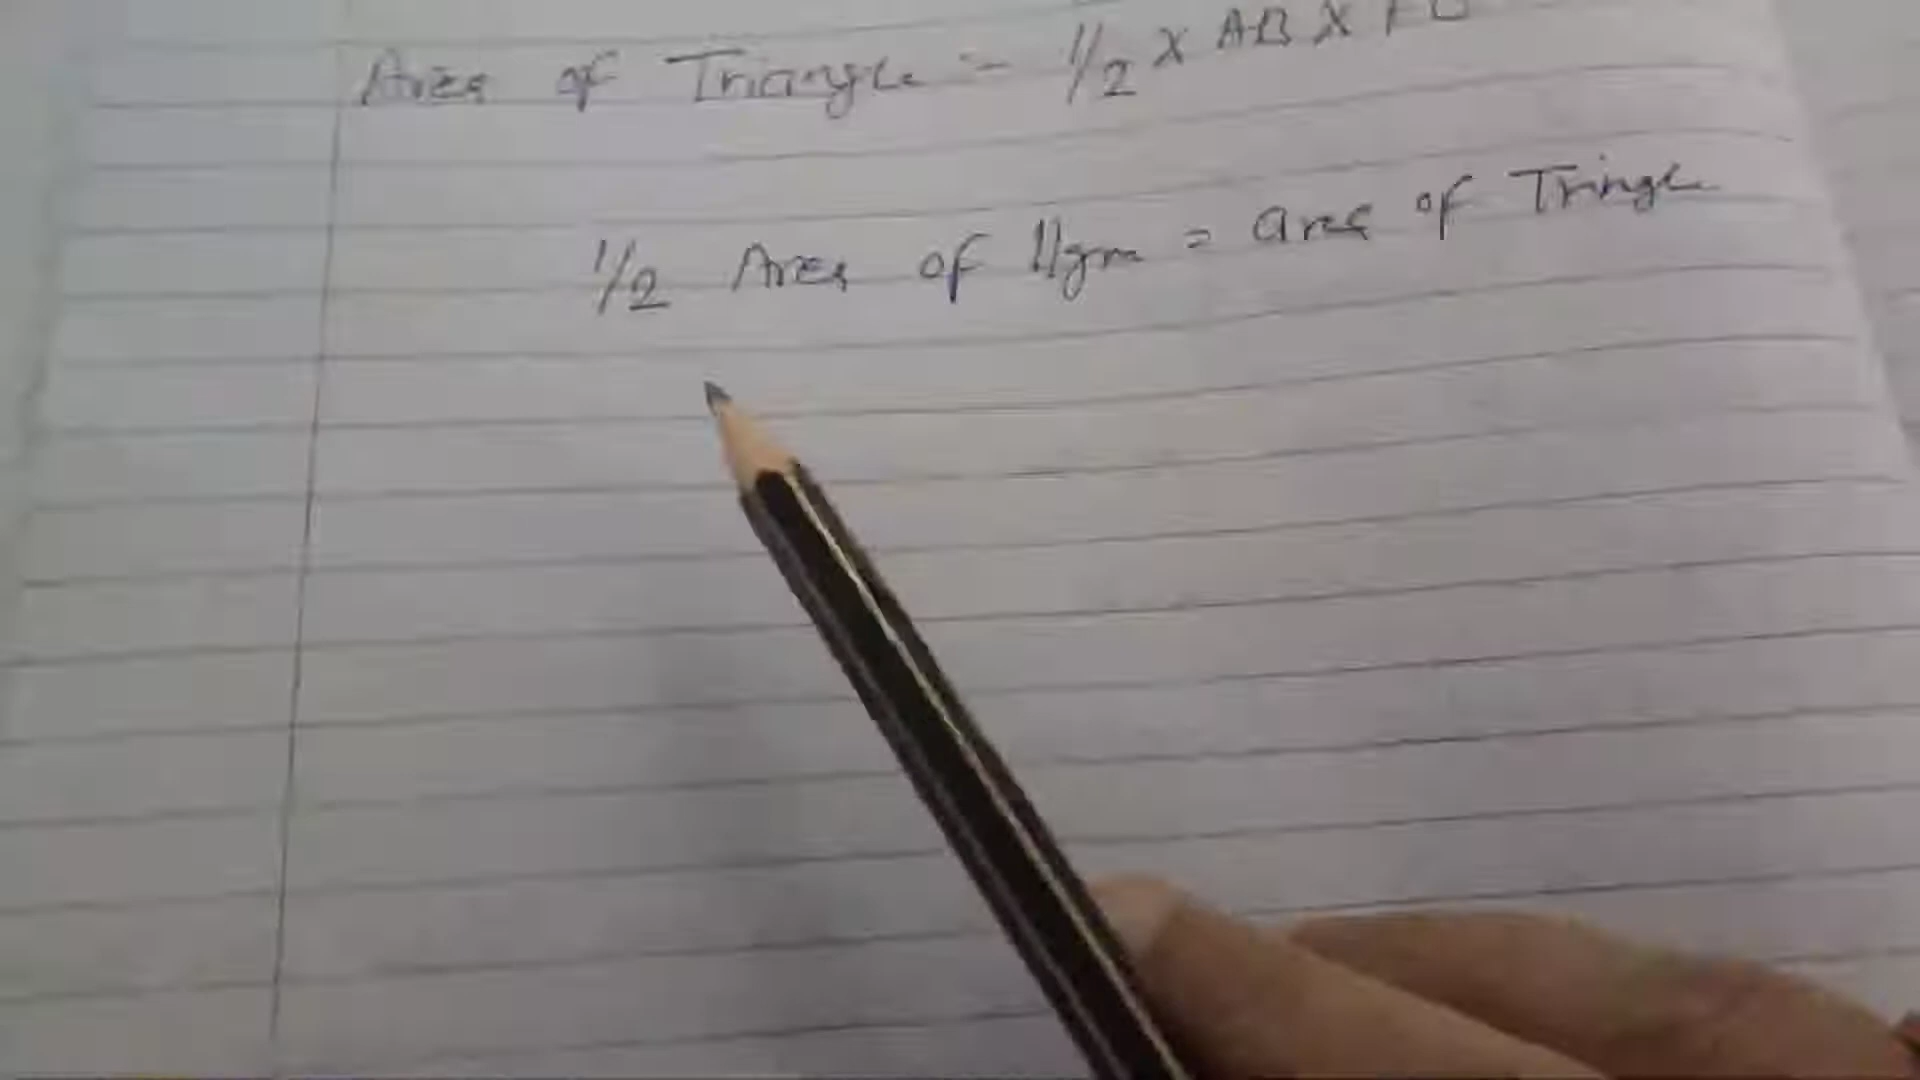 Area of Triangle :- 1/2 X AB X
1/2 Area of ||gm = area of Tringle